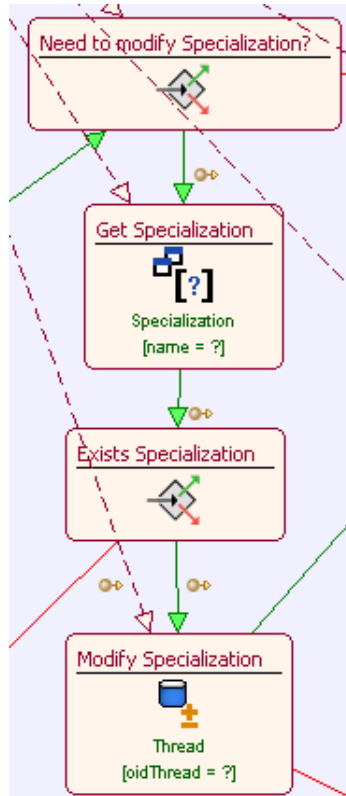 Need to modify Specialization?
Get Specialization
[?]
Specialization
[name = ?]
Exists Specialization
Modify Specialization
Thread
[oidThread = ?]